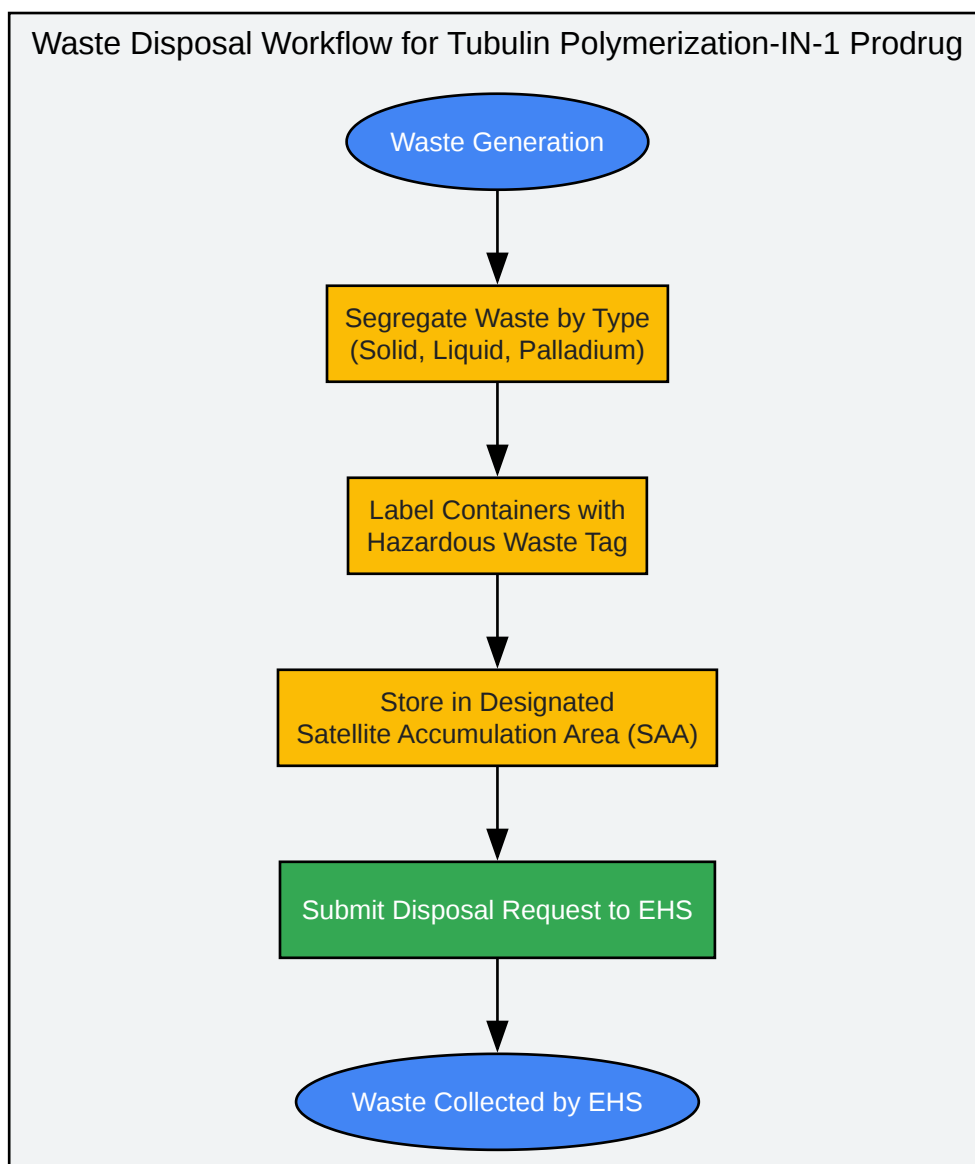 Waste Disposal Workflow for Tubulin Polymerization-IN-1 Prodrug
Waste Generation
Segregate Waste by Type
(Solid, Liquid, Palladium)
Label Containers with
Hazardous Waste Tag
Store in Designated
Satellite Accumulation Area (SAA)
Submit Disposal Request to EHS
Waste Collected by EHS